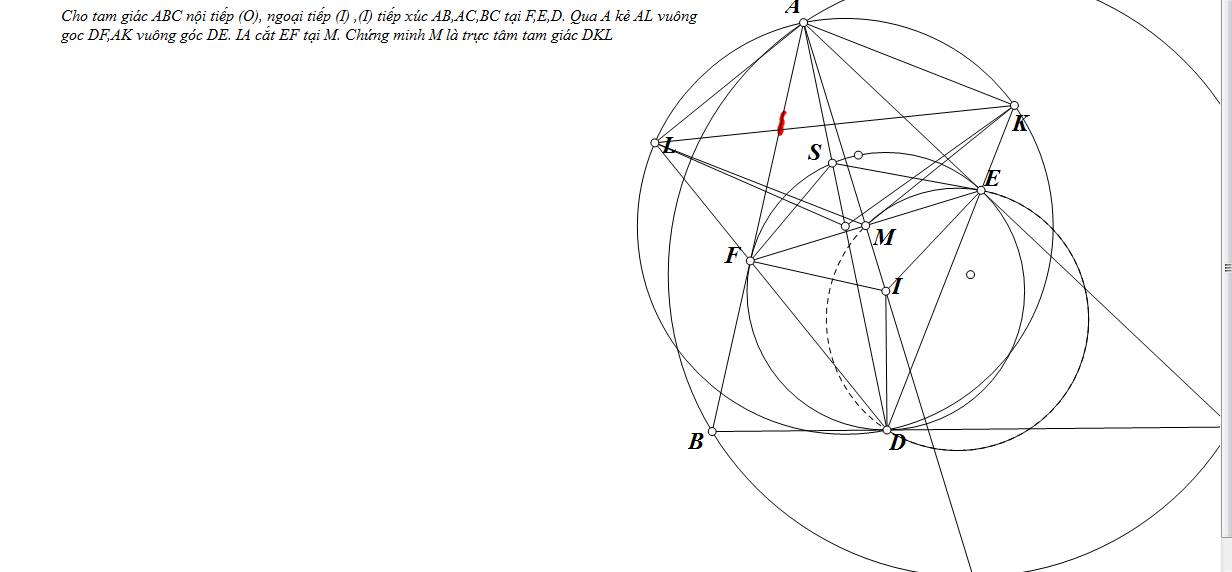 Cho tam giác ABC nội tiếp (O), ngoại tiếp (I) ,(I) tiếp xúc AB,AC,BC tại F,E,D. Qua A kẻ AL vuông
goc DF,AK vuông góc DE. IA cắt EF tại M. Chứng minh M là trực tâm tam giác DKL
A
K
L
S
E
M
F
I
B
D